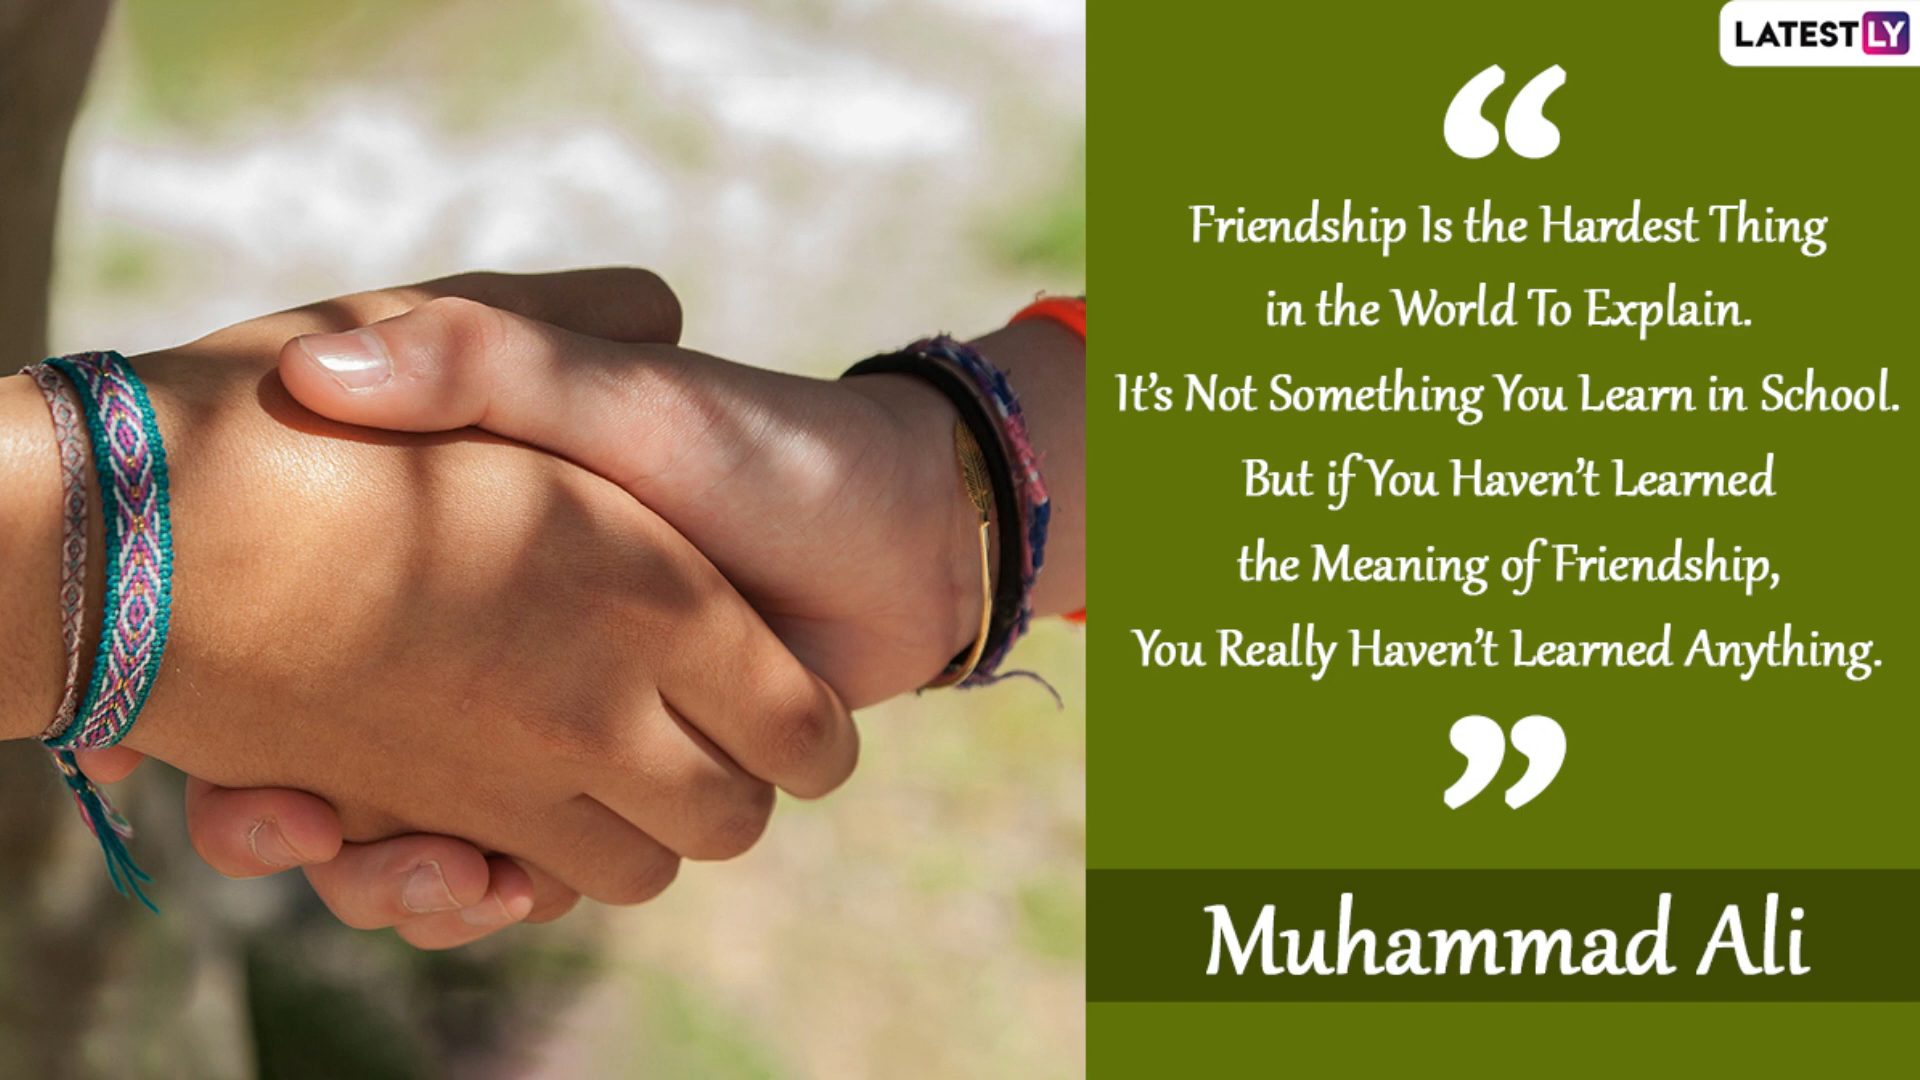 LATESTLY
“
Friendship Is the Hardest Thing
in the World To Explain.
It’s Not Something You Learn in School.
But if You Haven’t Learned
the Meaning of Friendship,
You Really Haven’t Learned Anything.
”
Muhammad Ali